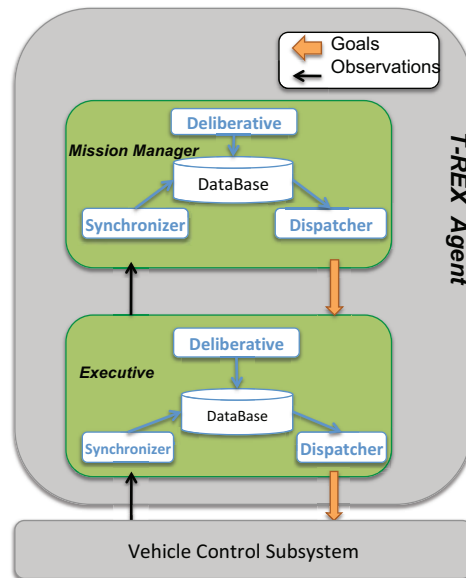 Goals
Observations
T-REX Agent
Mission Manager
Deliberative
DataBase
Synchronizer
Dispatcher
Executive
Deliberative
DataBase
Synchronizer
Dispatcher
Vehicle Control Subsystem